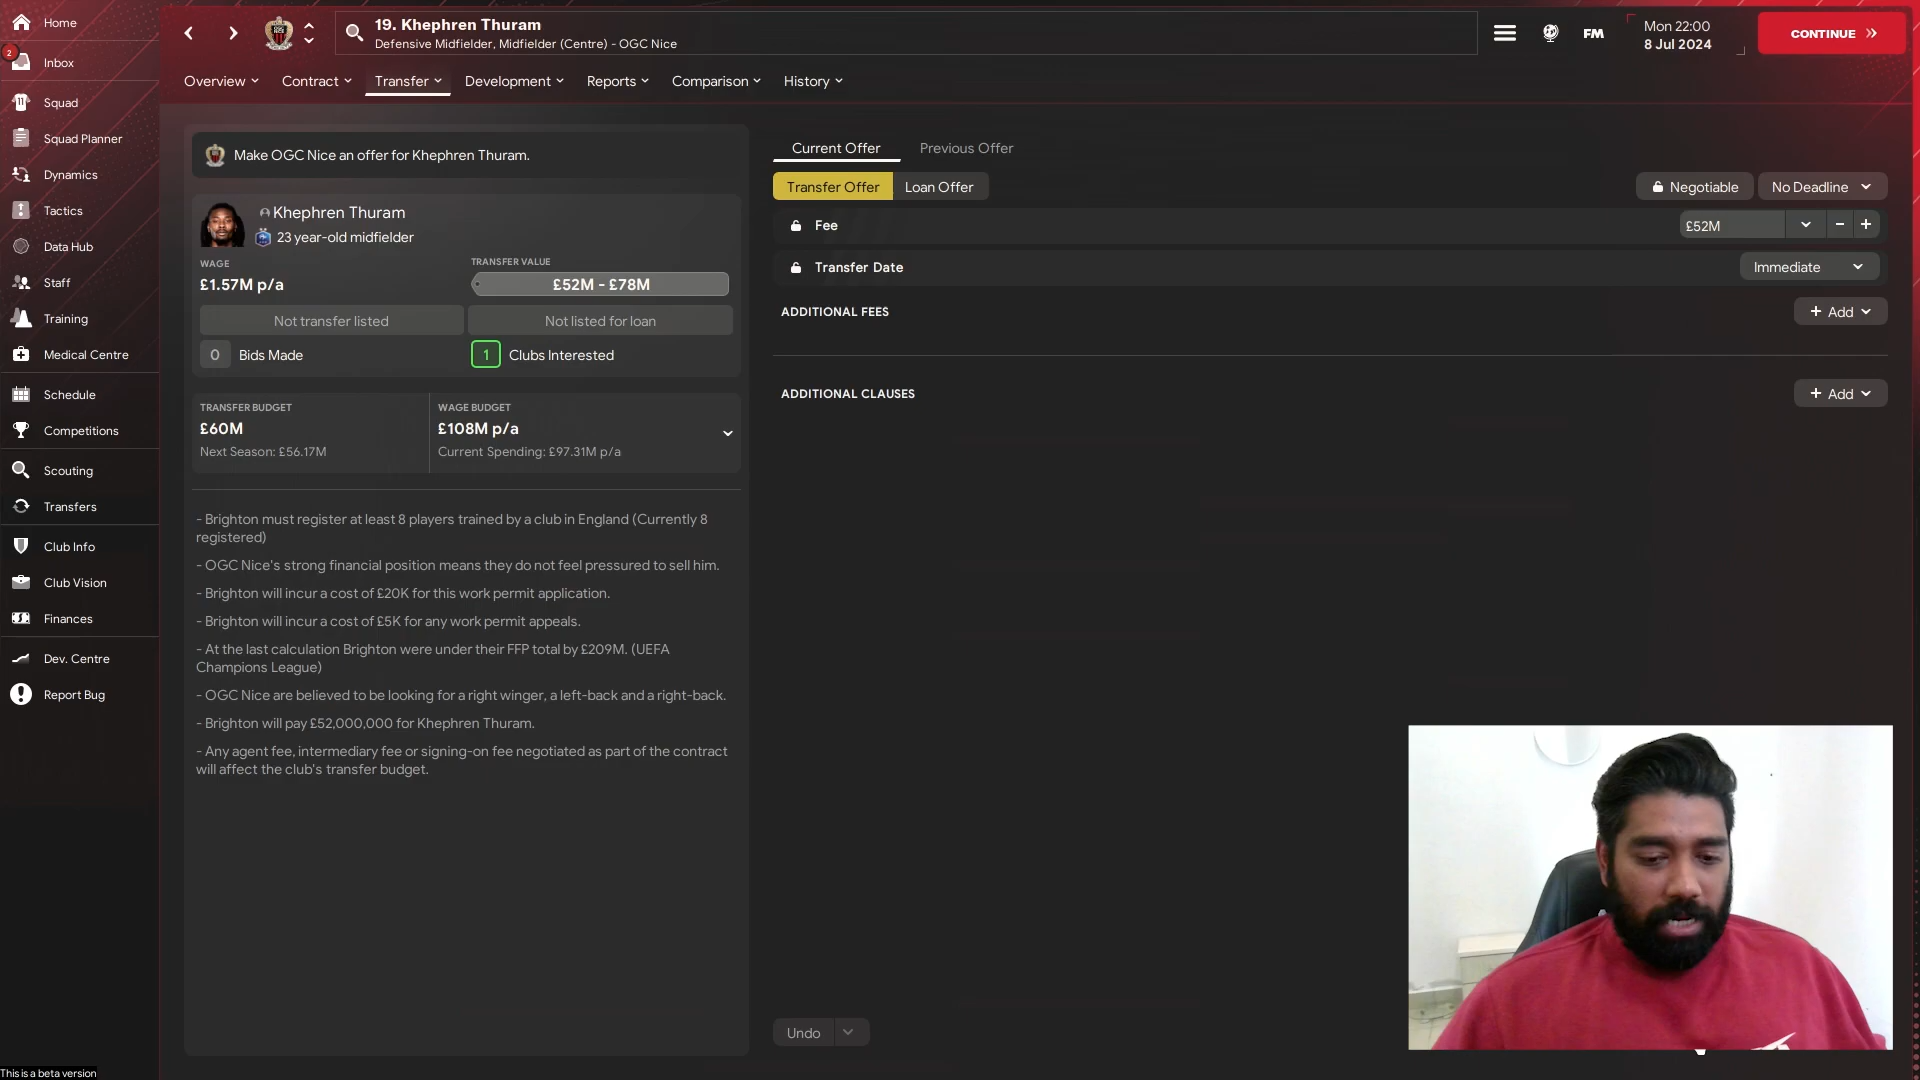 Home
2
Inbox
Squad
Squad Planner
Dynamics
Tactics
Data Hub
Staff
Training
Medical Centre
Schedule
Competitions
Scouting
Transfers
Club Info
Club Vision
Finances
Dev. Centre
Report Bug
This is a beta version
19. Khephren Thuram
Defensive Midfielder, Midfielder (Centre) - OGC Nice
FM
Mon 22:00
8 Jul 2024
CONTINUE
Overview Contract Transfer Development Reports Comparison History
Make OGC Nice an offer for Khephren Thuram.
Khephren Thuram
23 year-old midfielder
WAGE
£1.57M p/a
TRANSFER VALUE
£52M - £78M
Not transfer listed
Not listed for loan
0 Bids Made
1 Clubs Interested
TRANSFER BUDGET
£60M
Next Season: £56.17M
WAGE BUDGET
£108M p/a
Current Spending: £97.31M p/a
- Brighton must register at least 8 players trained by a club in England (Currently 8
registered)
- OGC Nice's strong financial position means they do not feel pressured to sell him.
- Brighton will incur a cost of £20K for this work permit application.
- Brighton will incur a cost of £5K for any work permit appeals.
- At the last calculation Brighton were under their FFP total by £209M. (UEFA
Champions League)
- OGC Nice are believed to be looking for a right winger, a left-back and a right-back.
- Brighton will pay £52,000,000 for Khephren Thuram.
- Any agent fee, intermediary fee or signing-on fee negotiated as part of the contract
will affect the club's transfer budget.
Current Offer Previous Offer
Transfer Offer Loan Offer
Negotiable
No Deadline
Fee
£52M
Transfer Date
Immediate
ADDITIONAL FEES
+ Add
ADDITIONAL CLAUSES
+ Add
Undo